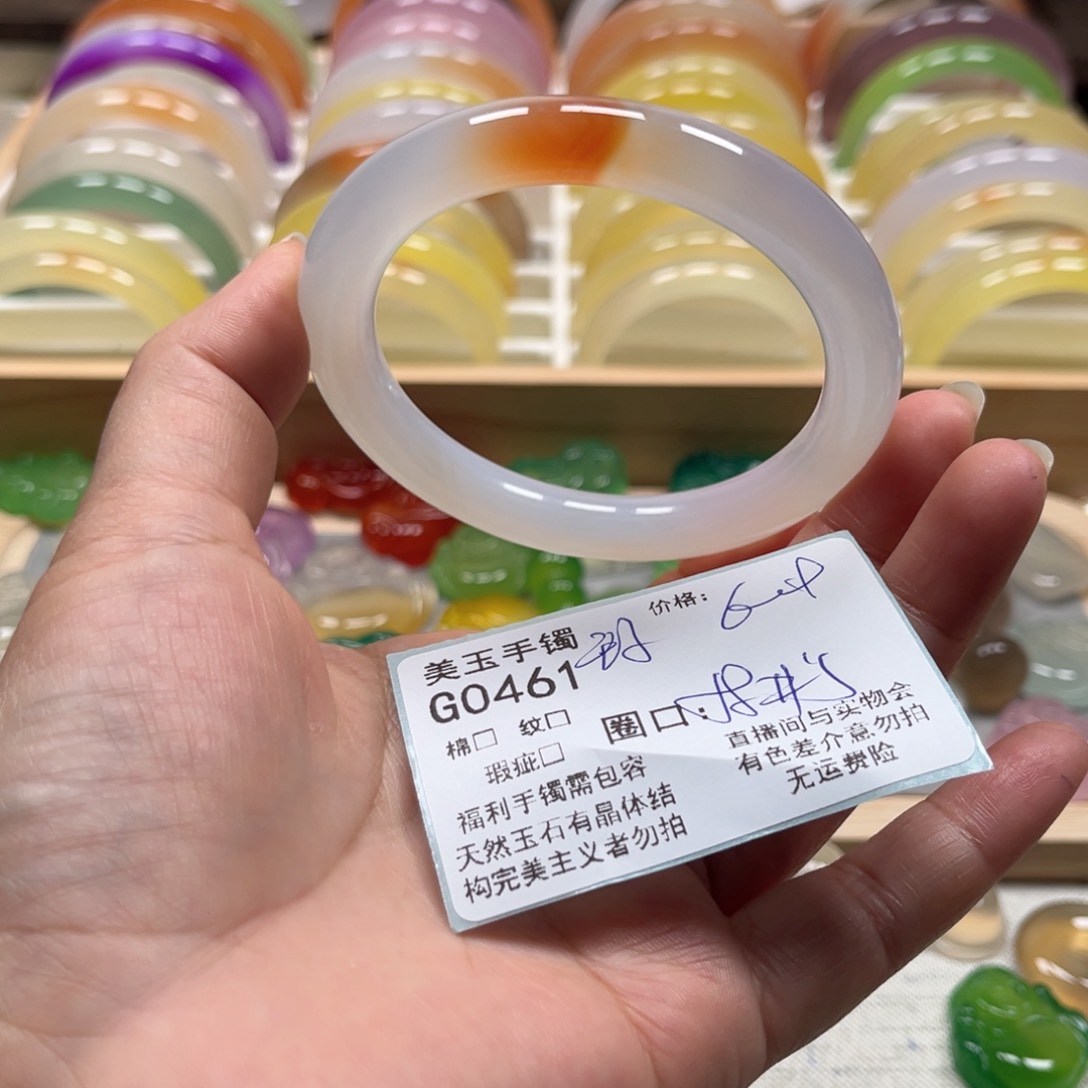 价格:
美玉手镯
G0461
棉□ 纹□
圈口:
瑕疵□
福利手镯需包容
天然玉石有晶体结
构完美主义者勿拍
直播间与实物会
有色差介意勿拍
无运费险